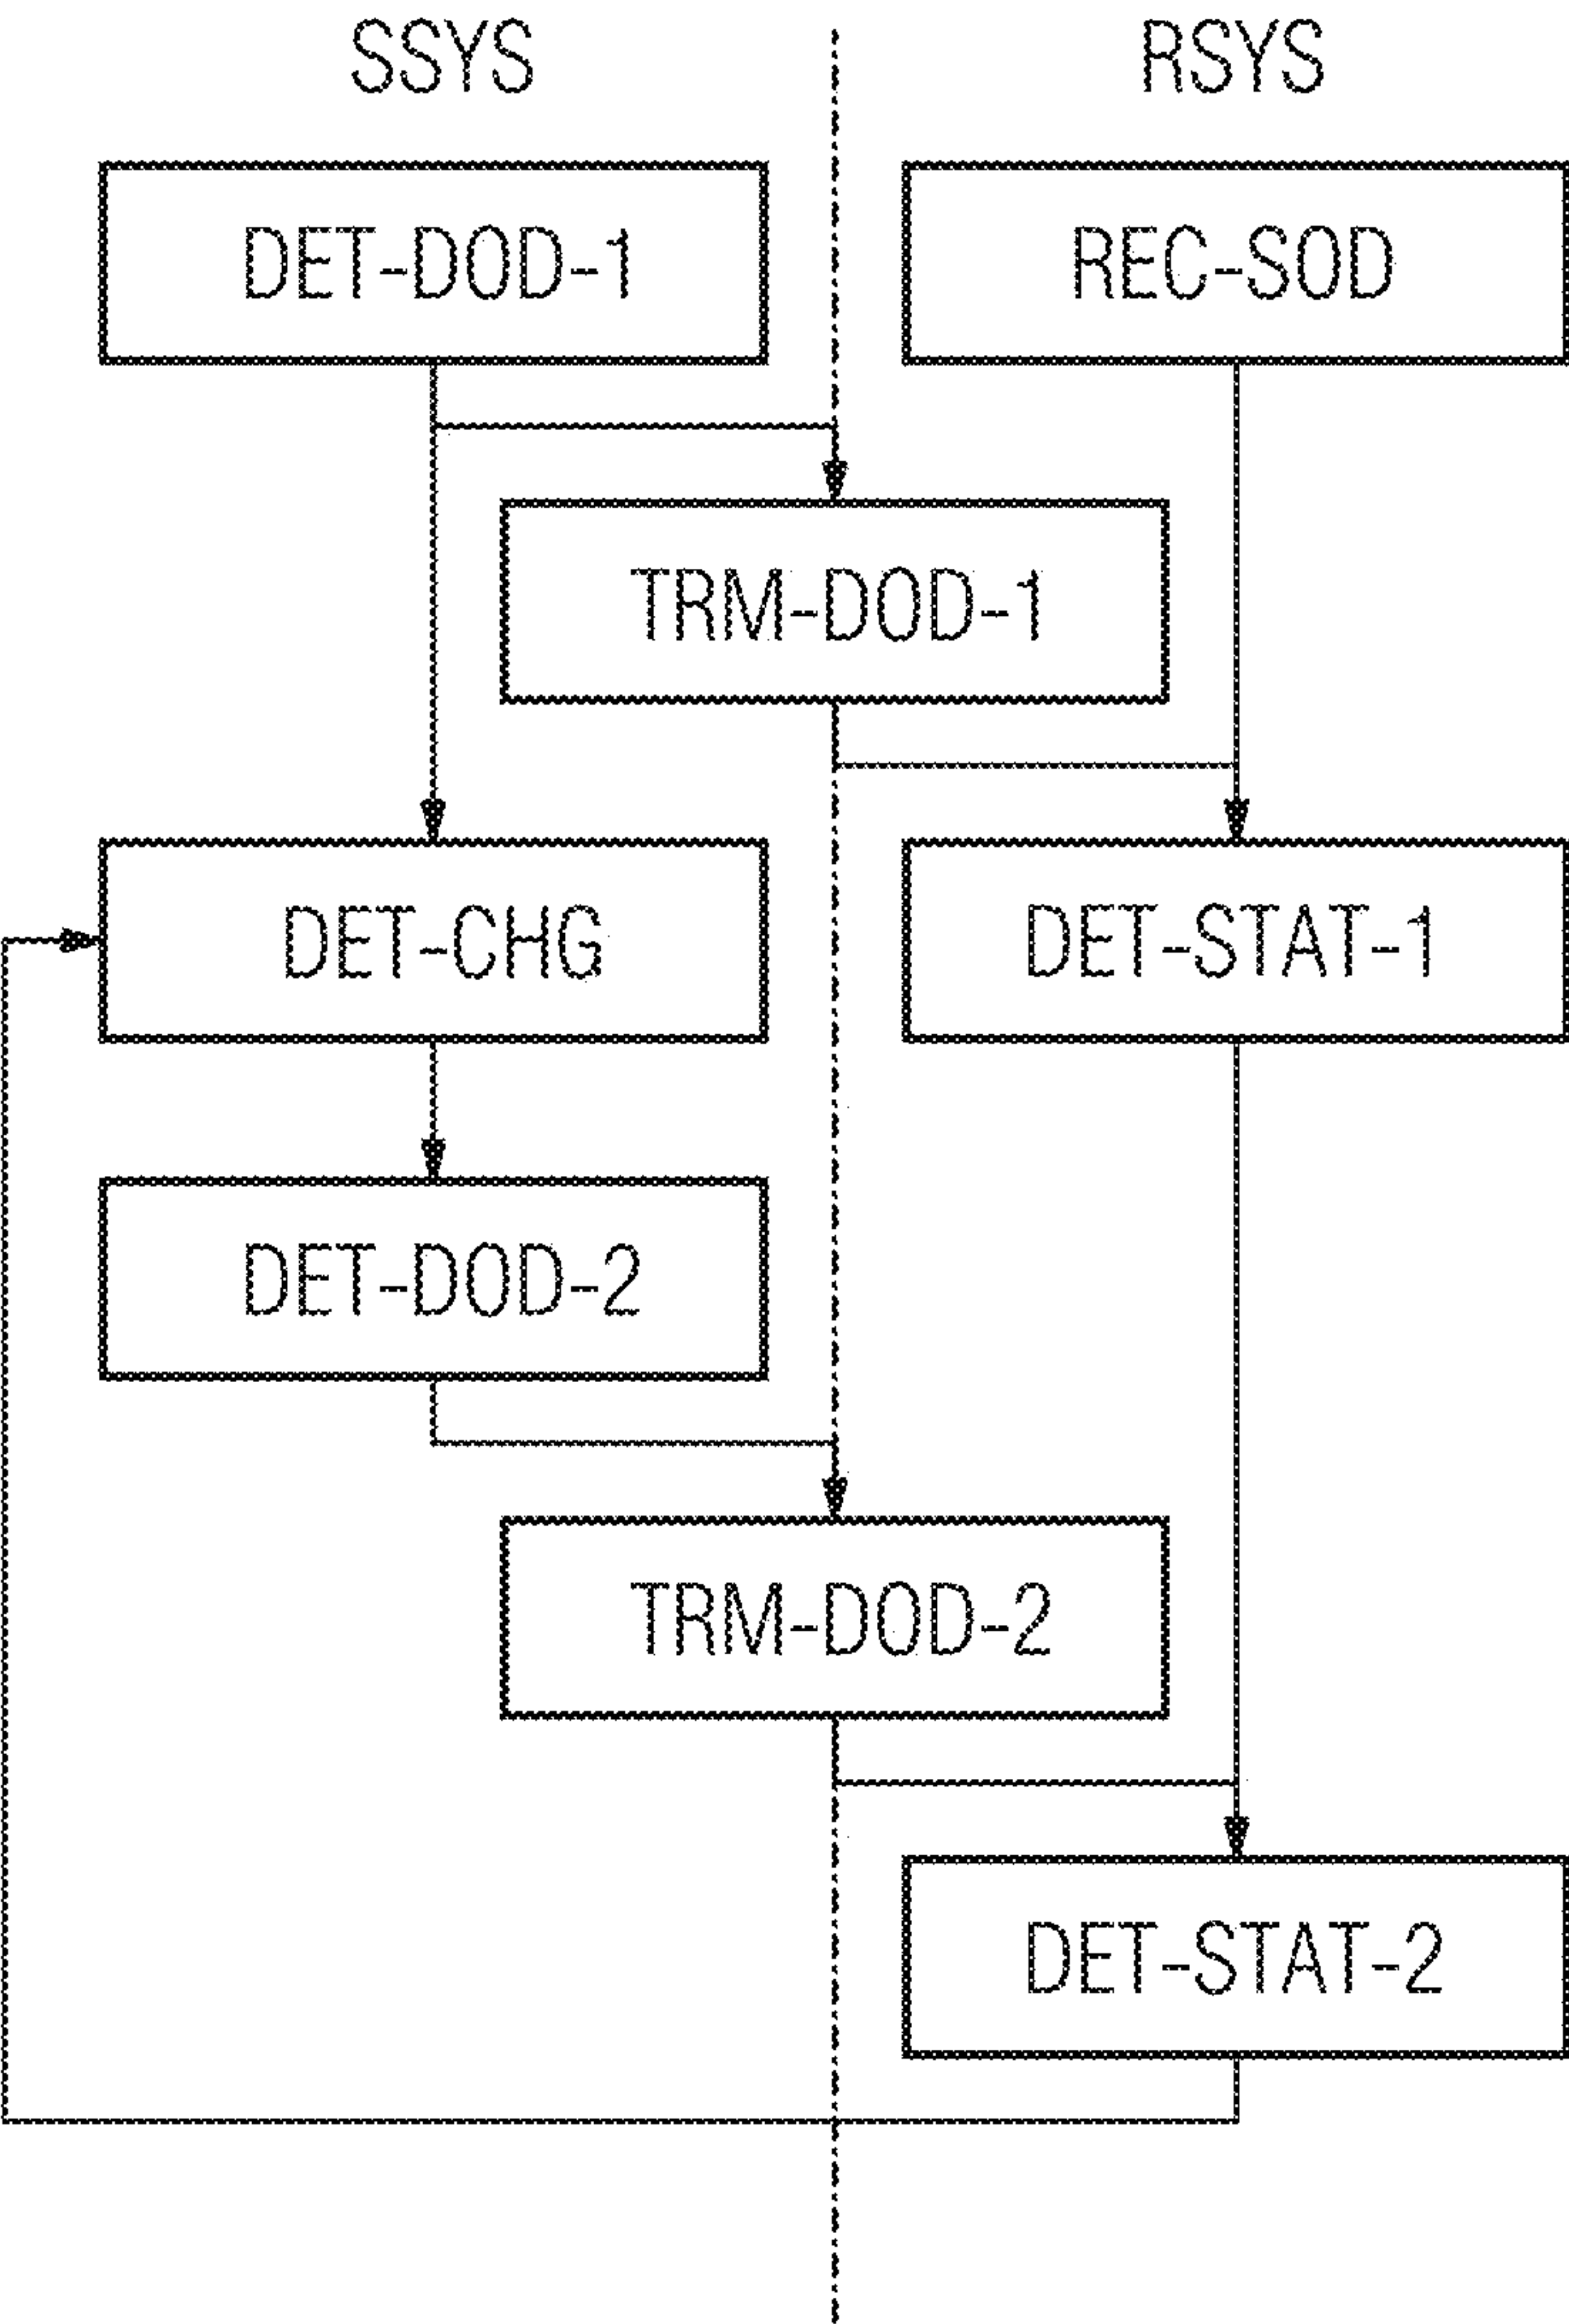 SSYS
RSYS
DET-DOD-1
REC-SOD
TRM-DOD-1
DET-CHG
DET-STAT-1
DET-DOD-2
TRM-DOD-2
DET-STAT-2